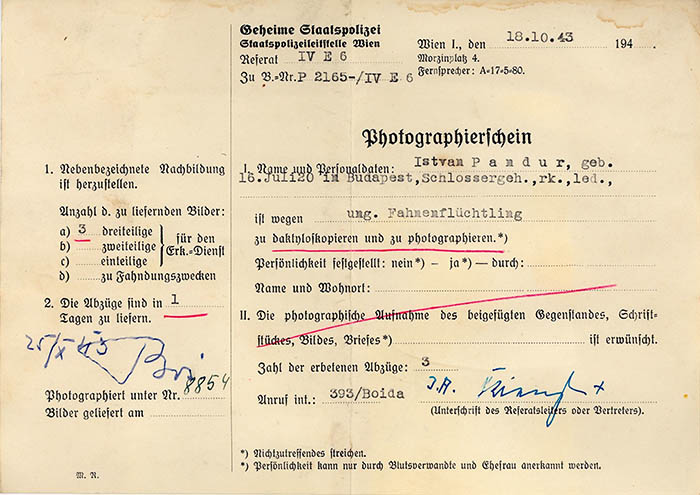 Geheime Staatspolizei
Staatspolizeileitstelle Wien
Referat IV E 6
Zu B.=Nr. P 2165-/IV E 6
Wien I., den 18.10.43 194
Morzinplatz 4.
Fernsprecher: A=17=5=80.
Photographierschein
1. Nebenbezeichnete Nachbildung
ist herzustellen.
Anzahl d. zu liefernden Bilder:
a) 3 dreiteilige
b) zweiteilige
c) einteilige
für den
Erk.=Dienst
d) zu Fahndungszwecken
2. Die Abzüge sind in 1
Tagen zu liefern.
25/X 43
Photographiert unter Nr. 8854
Bilder geliefert am
M. N.
I. Name und Personaldaten: Istvan Pandur, geb.
16.Juli20 in Budapest,Schlossergeh.,rk.,led.,
ist wegen ung. Fahnenflüchtling
zu daktyloskopieren und zu photographieren.*)
Persönlichkeit festgestellt: nein*) – ja*) — durch:
Name und Wohnort:
II. Die photographische Aufnahme des beigefügten Gegenstandes, Schrift-
stückes, Bildes, Briefes*) ist erwünscht.
Zahl der erbetenen Abzüge: 3
Anruf int.: 393/Boida
I.A.
(Unterschrift des Referatsleiters oder Vertreters).
*) Nichtzutreffendes streichen.
*) Persönlichkeit kann nur durch Blutsverwandte und Ehefrau anerkannt werden.